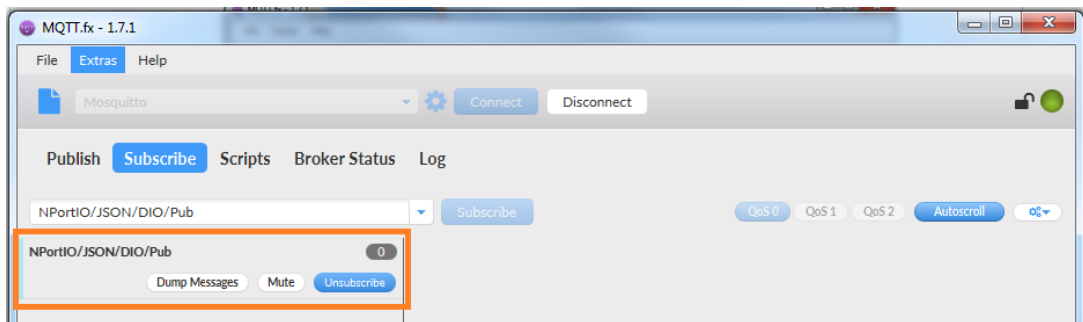 MQTT.fx - 1.7.1
File Extras Help
Mosquitto Connect Disconnect
Publish Subscribe Scripts Broker Status Log
NPortIO/JSON/DIO/Pub Subscribe QoS 0 QoS 1 QoS 2 Autoscroll
NPortIO/JSON/DIO/Pub 0
Dump Messages Mute Unsubscribe